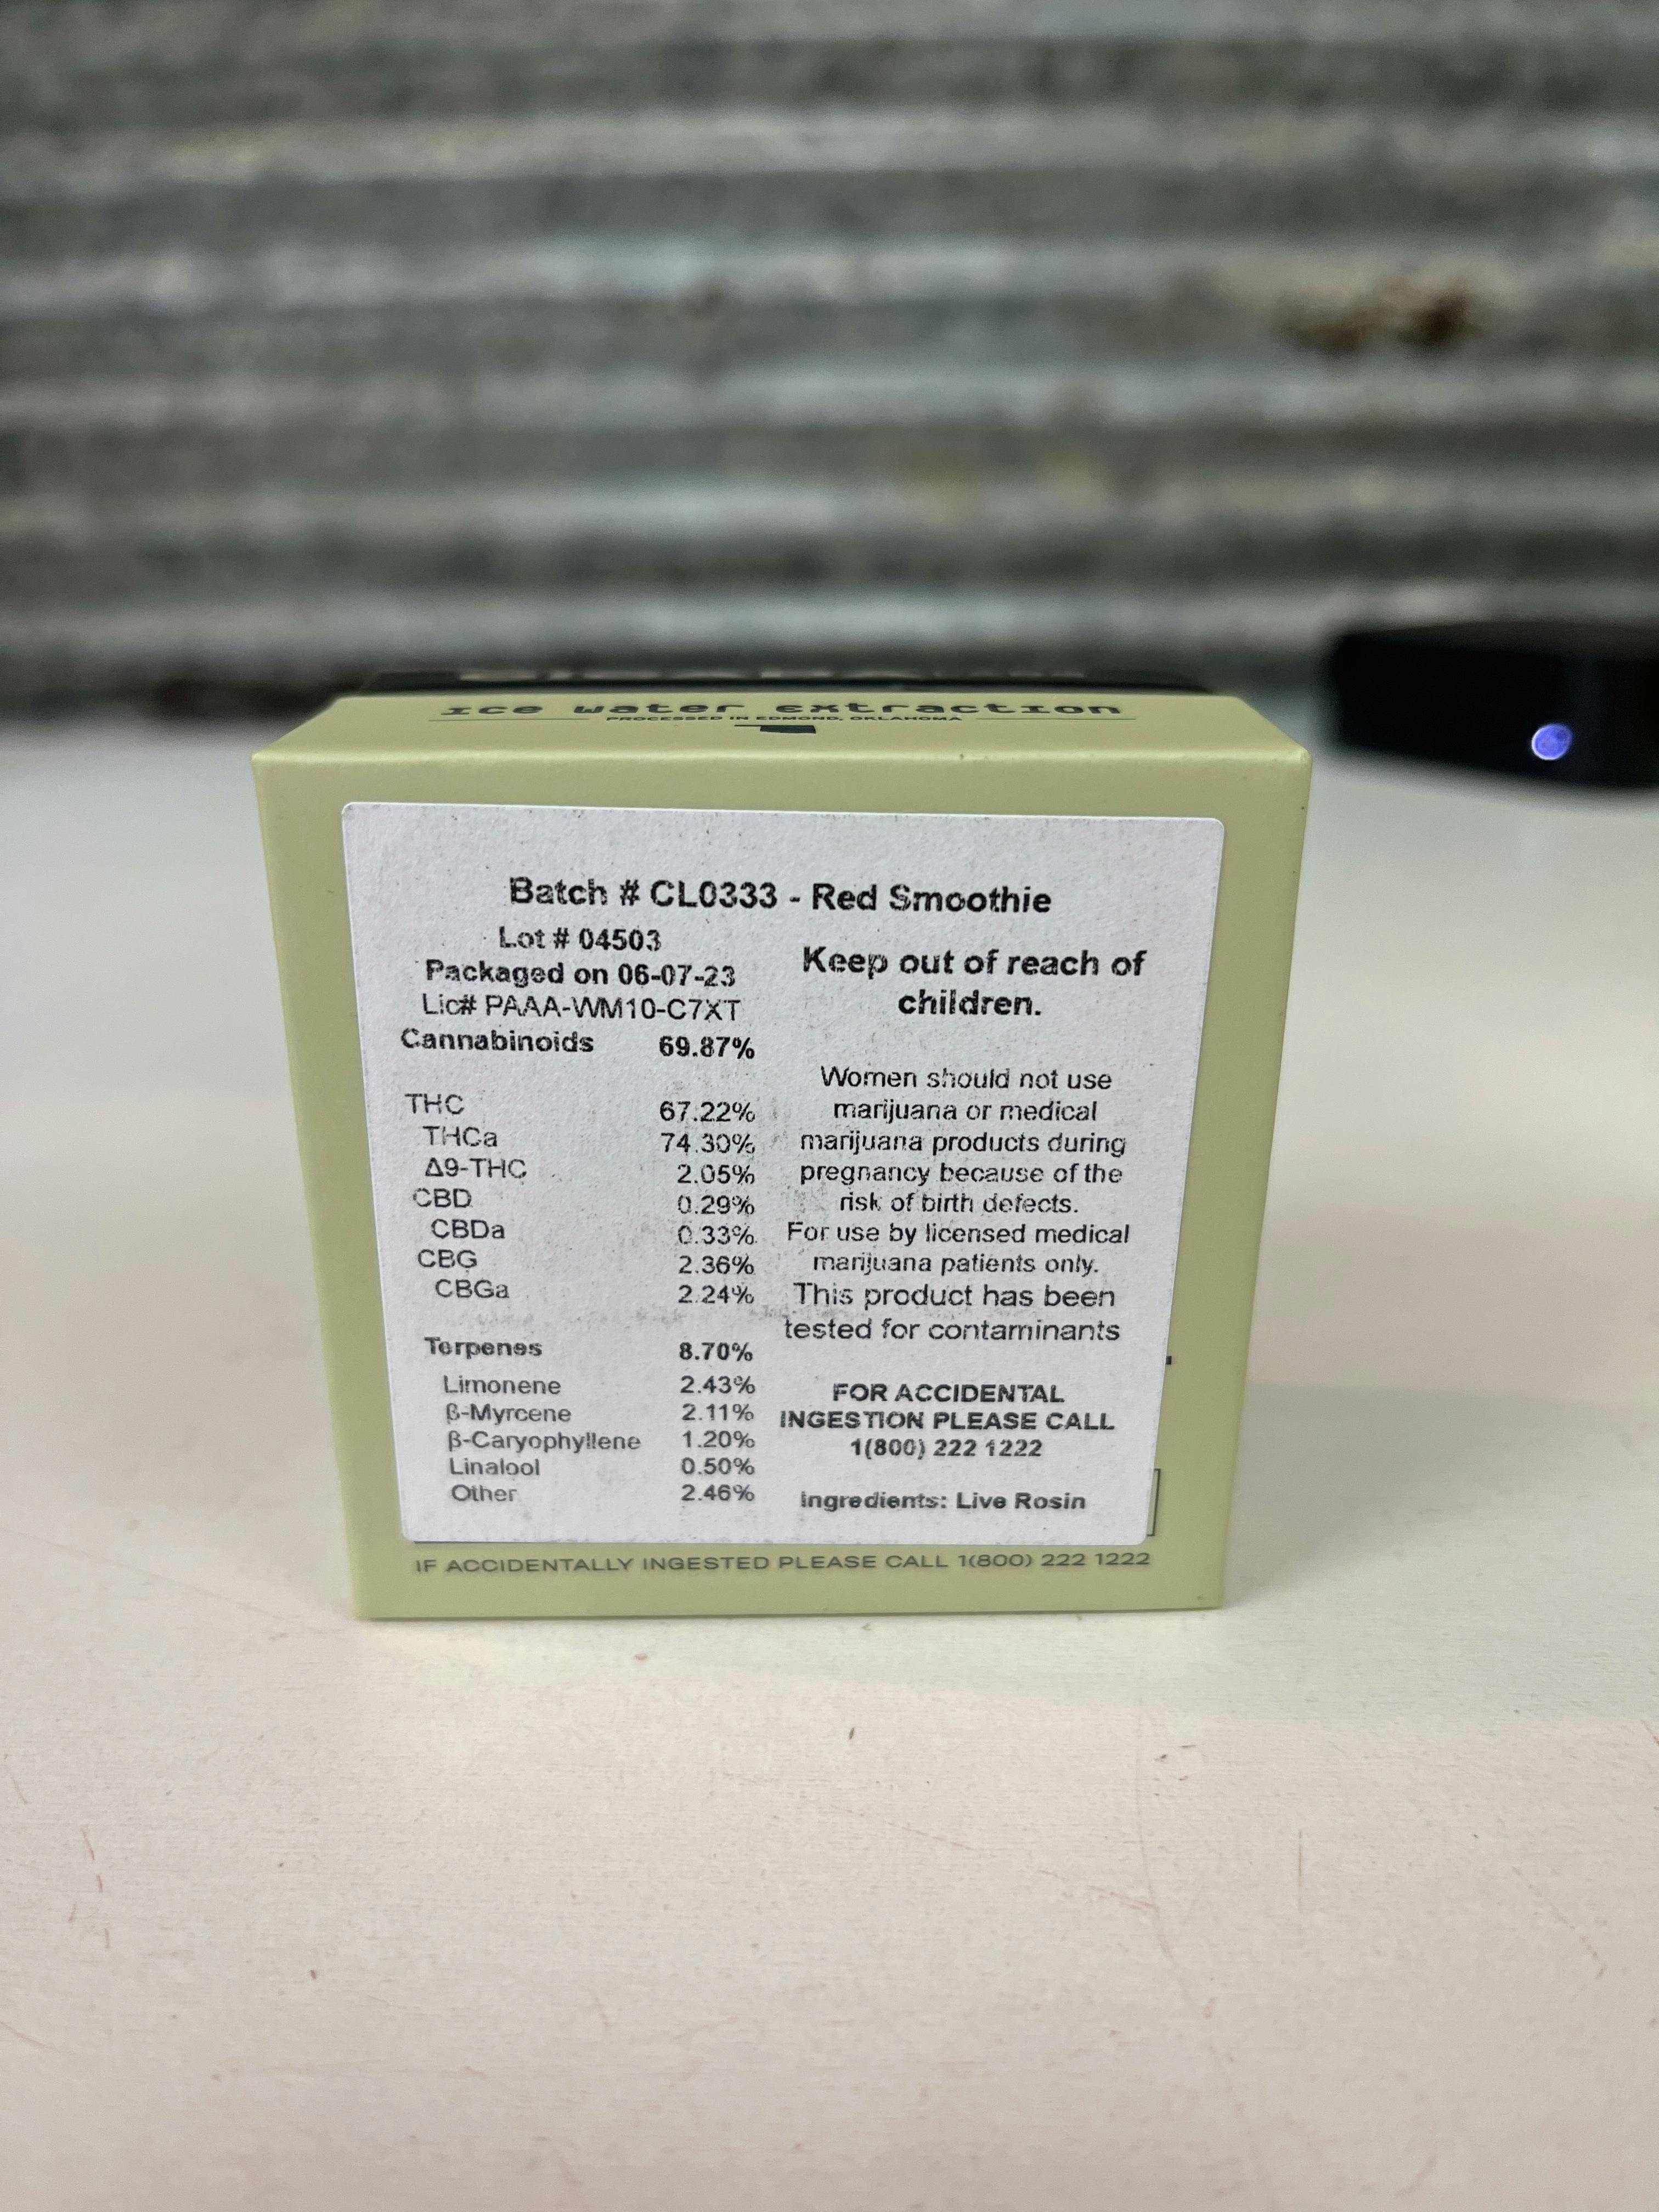 ice water extraction
PROCESSED IN EDMOND, OKLAHOMA
Batch # CL0333 - Red Smoothie
Lot # 04503
Packaged on 06-07-23
Lic# PAAA-WM10-C7XT
Cannabinoids 69.87%
THC 67.22%
THCa 74.30%
Δ9-THC 2.05%
CBD 0.29%
CBDa 0.33%
CBG 2.36%
CBGa 2.24%
Terpenes 8.70%
Limonene 2.43%
β-Myrcene 2.11%
β-Caryophyllene 1.20%
Linalool 0.50%
Other 2.46%
Keep out of reach of
children.
Women should not use
marijuana or medical
marijuana products during
pregnancy because of the
risk of birth defects.
For use by licensed medical
marijuana patients only.
This product has been
tested for contaminants
FOR ACCIDENTAL
INGESTION PLEASE CALL
1(800) 222 1222
Ingredients: Live Rosin
IF ACCIDENTALLY INGESTED PLEASE CALL 1(800) 222 1222